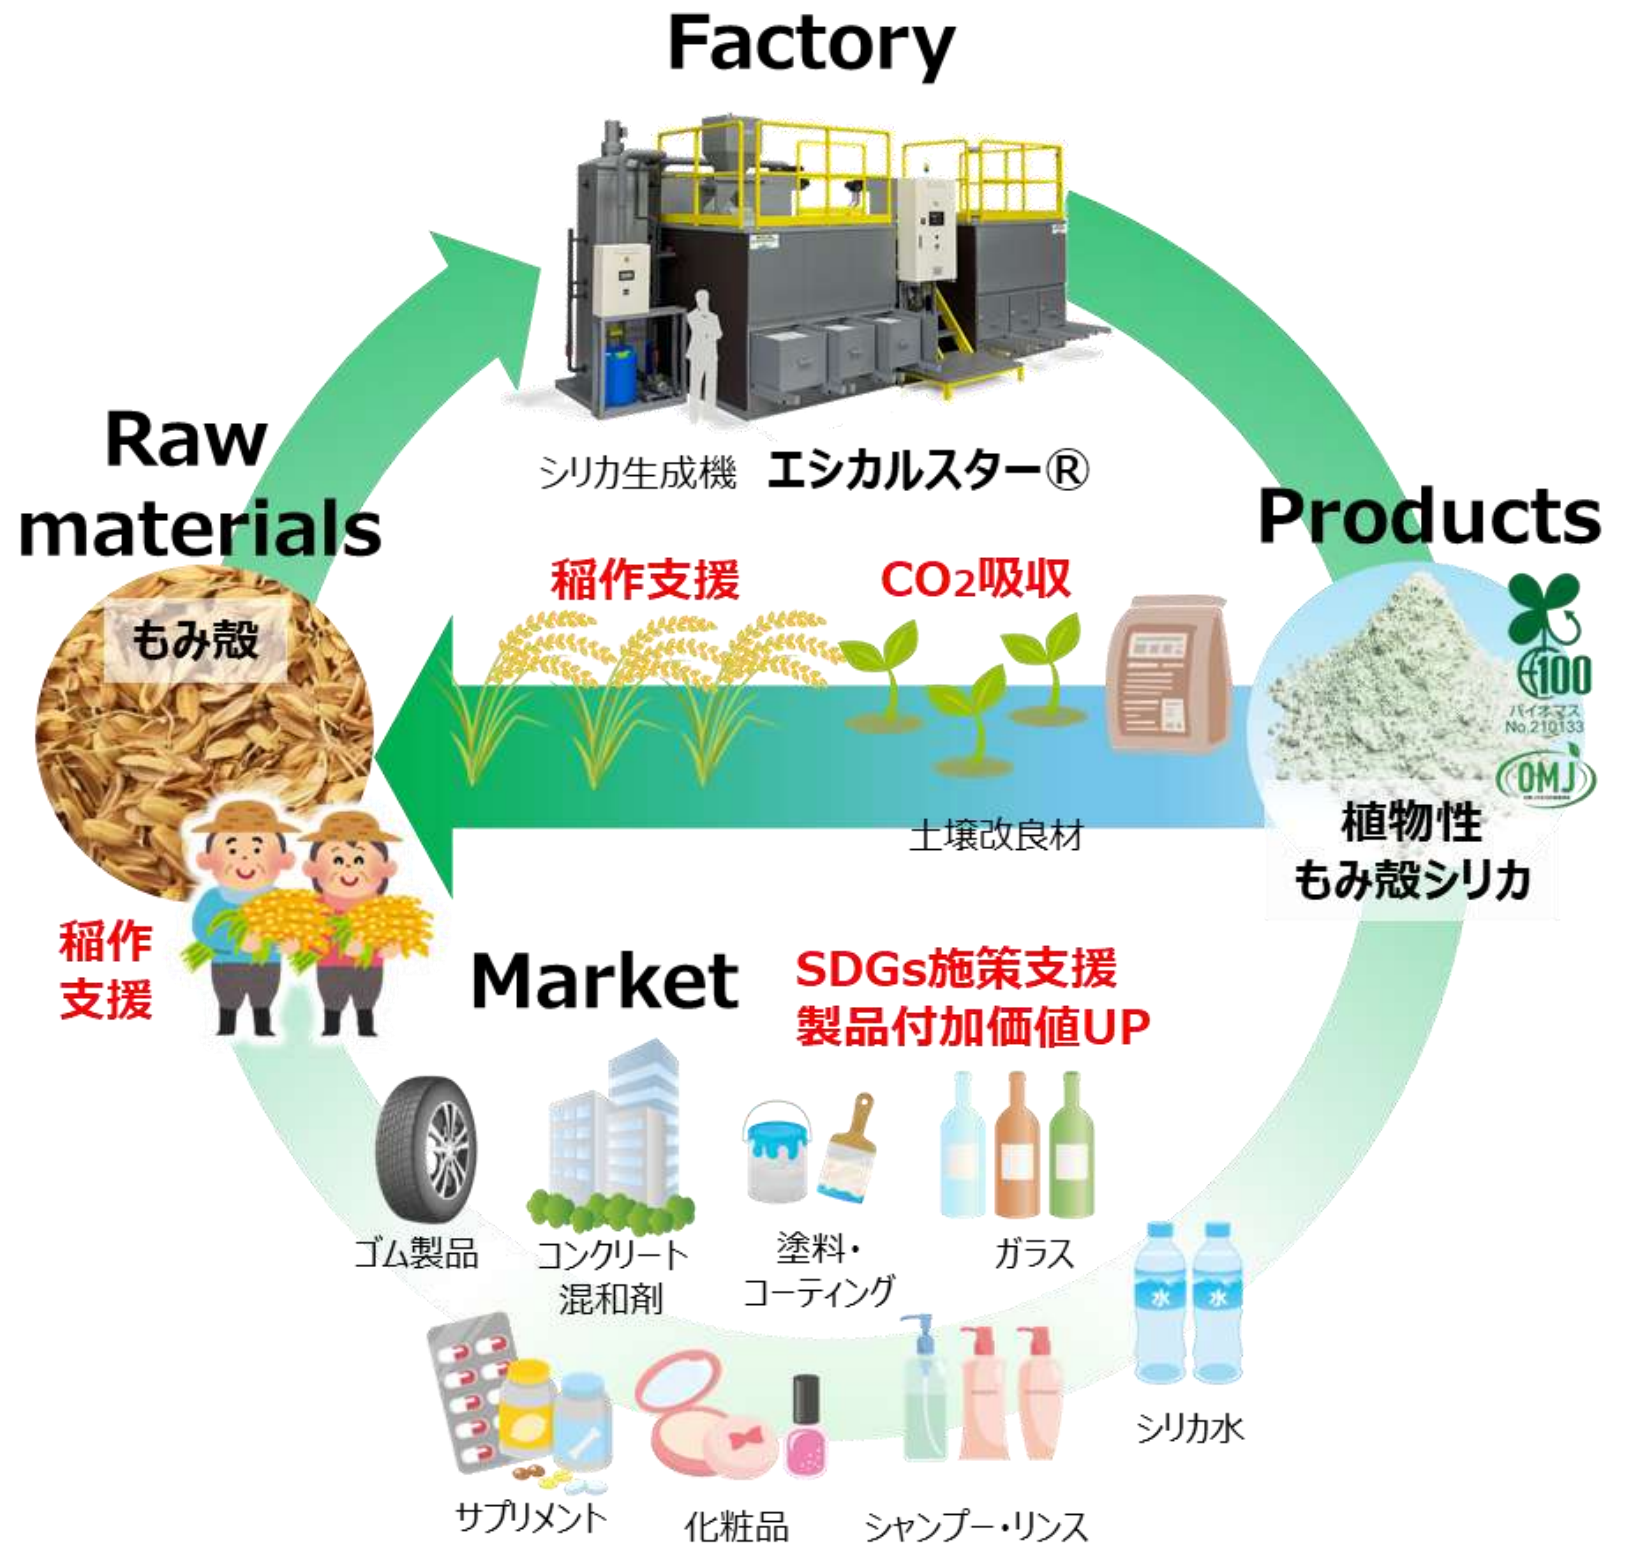 Factory
シリカ生成機 エシカルスター®
Raw
materials
もみ殻
稲作
支援
稲作支援
CO2吸収
土壌改良材
Products
100
バイオマス
No.210133
OMJ
植物性
もみ殻シリカ
Market
SDGs施策支援
製品付加価値UP
ゴム製品
コンクリート
混和剤
塗料・
コーティング
ガラス
水
水
シリカ水
サプリメント
化粧品
シャンプー・リンス